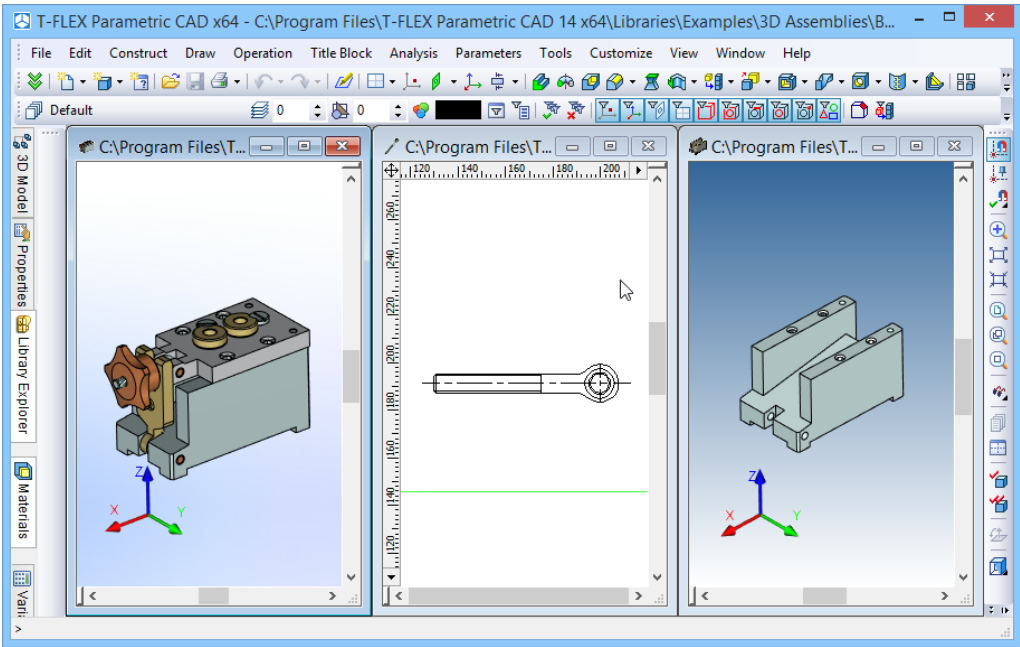 T-FLEX Parametric CAD x64 - C:\Program Files\T-FLEX Parametric CAD 14 x64\Libraries\Examples\3D Assemblies\B...
File Edit Construct Draw Operation Title Block Analysis Parameters Tools Customize View Window Help
Default 0 0
3D Model
Properties
Library Explorer
Materials
Varia
C:\Program Files\T...
Z
X
Y
C:\Program Files\T...
120 140 160 180 200
260
240
220
200
180
160
140
120
C:\Program Files\T...
Z
X
Y
>